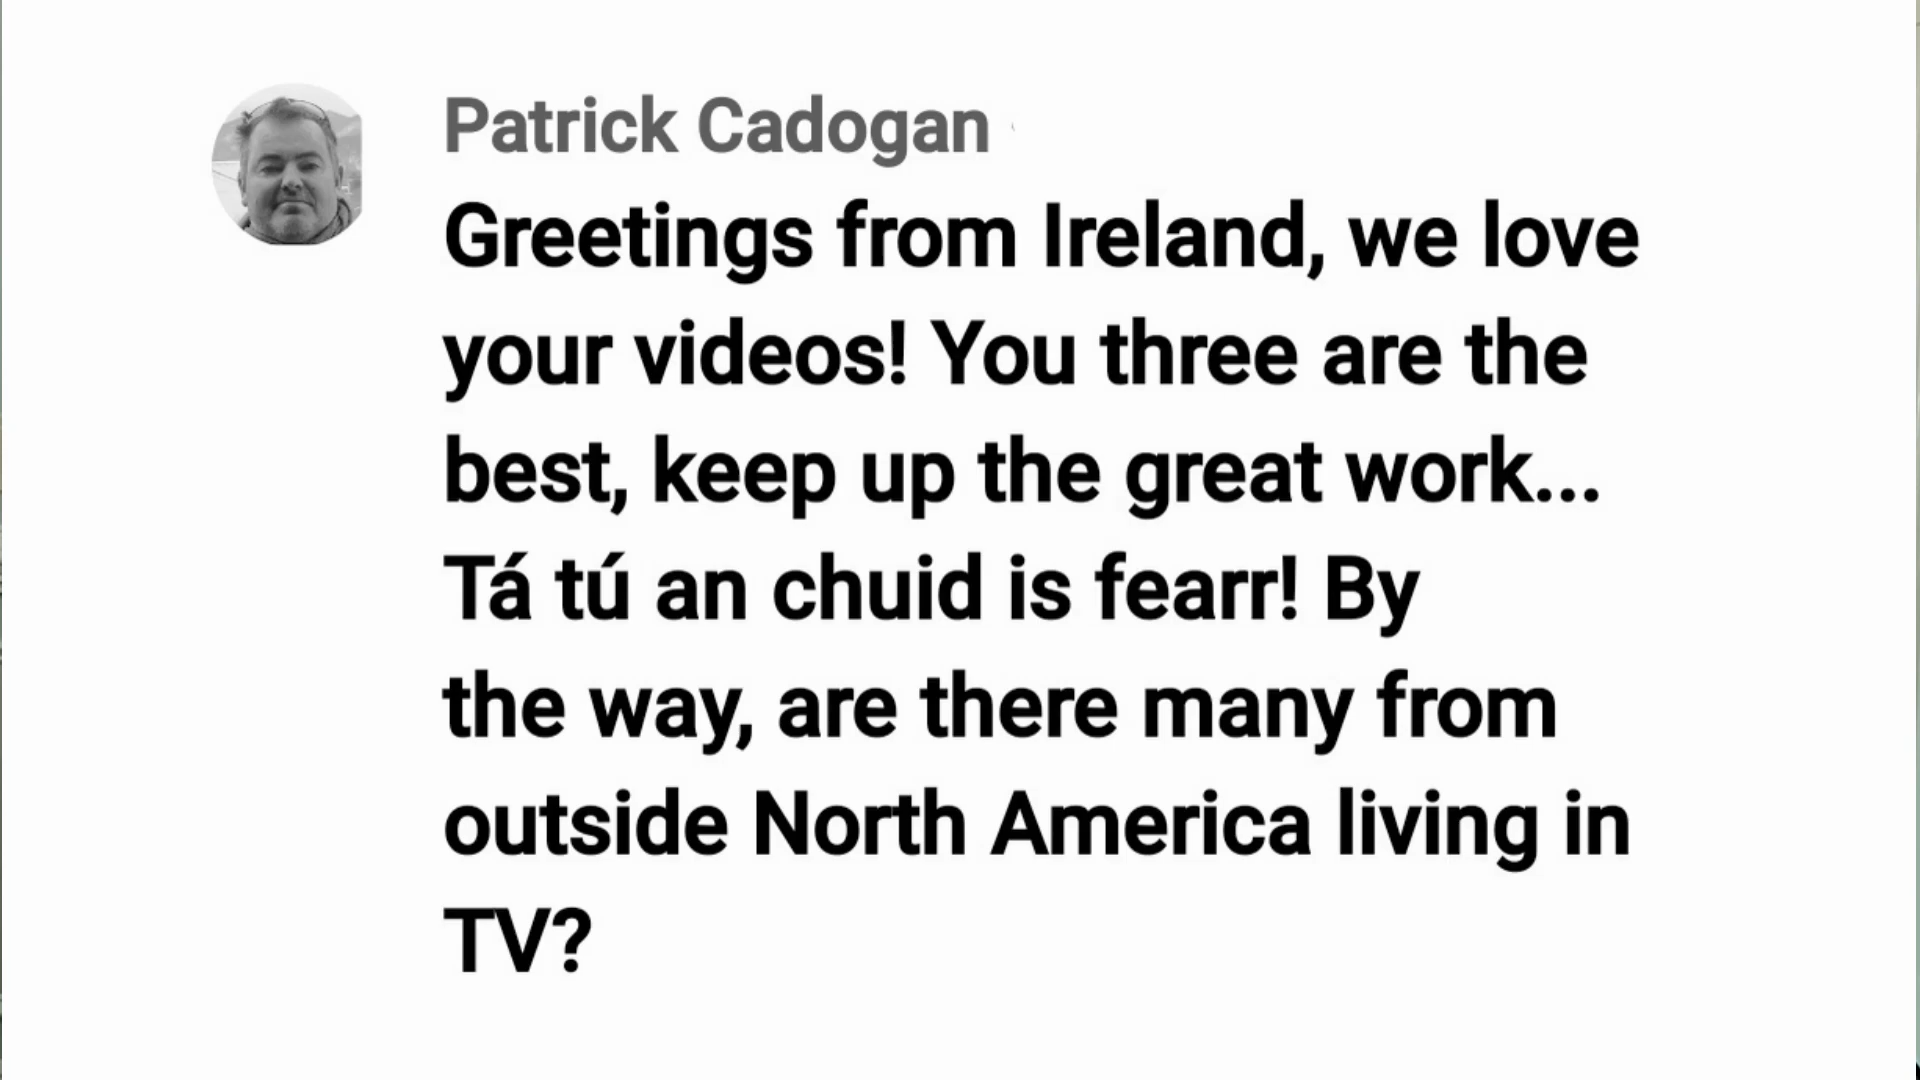 Patrick Cadogan
Greetings from Ireland, we love
your videos! You three are the
best, keep up the great work...
Tá tú an chuid is fearr! By
the way, are there many from
outside North America living in
TV?